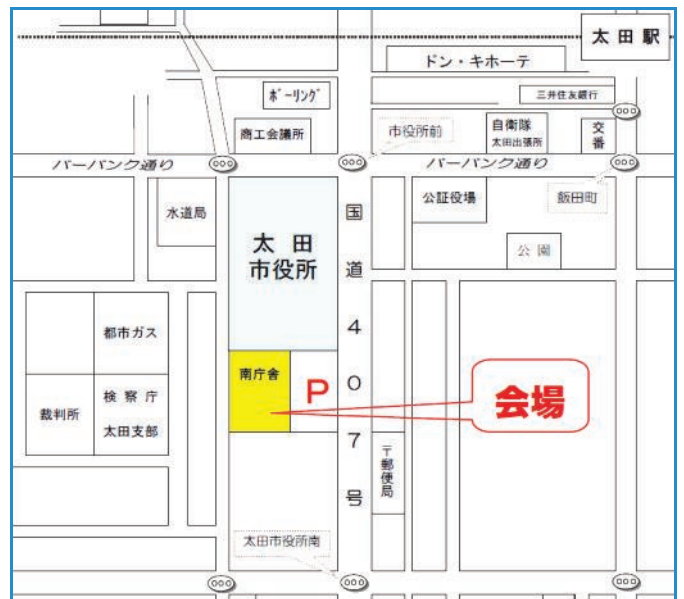 太田駅
ドン・キホーテ
三井住友銀行
ボーリング
商工会議所
市役所前
自衛隊
太田出張所
交番
バーバンク通り
バーバンク通り
水道局
太田
市役所
国道407号
公証役場
飯田町
公園
都市ガス
南庁舎
P
会場
裁判所
検察庁
太田支部
〒郵便局
太田市役所南